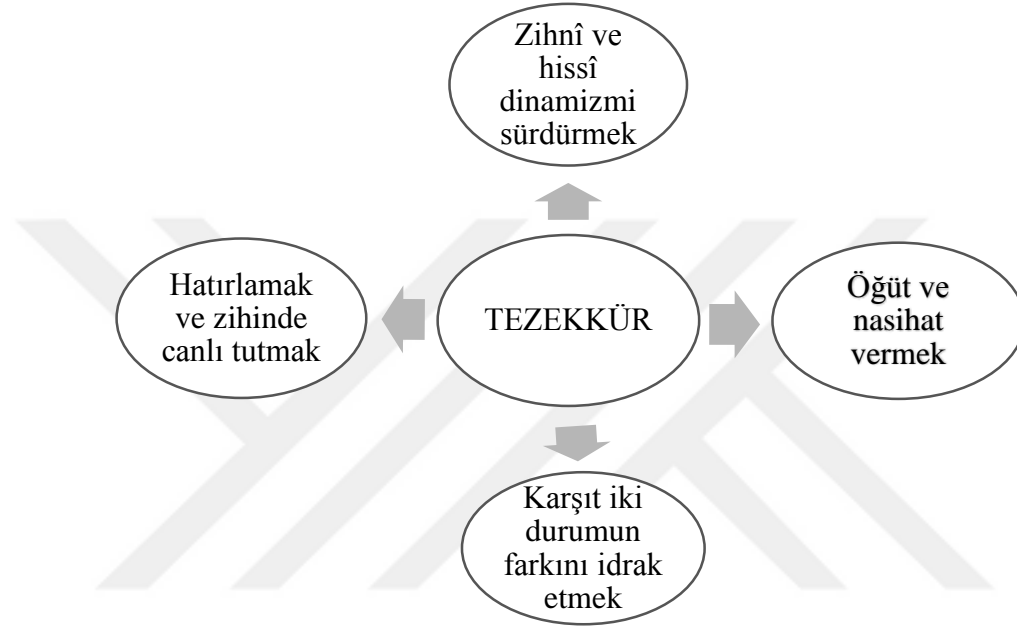 Zihnî ve
hissî
dinamizmi
sürdürmek
Hatırlamak
ve zihinde
canlı tutmak
TEZEKKÜR
Öğüt ve
nasihat
vermek
Karşıt iki
durumun
farkını idrak
etmek